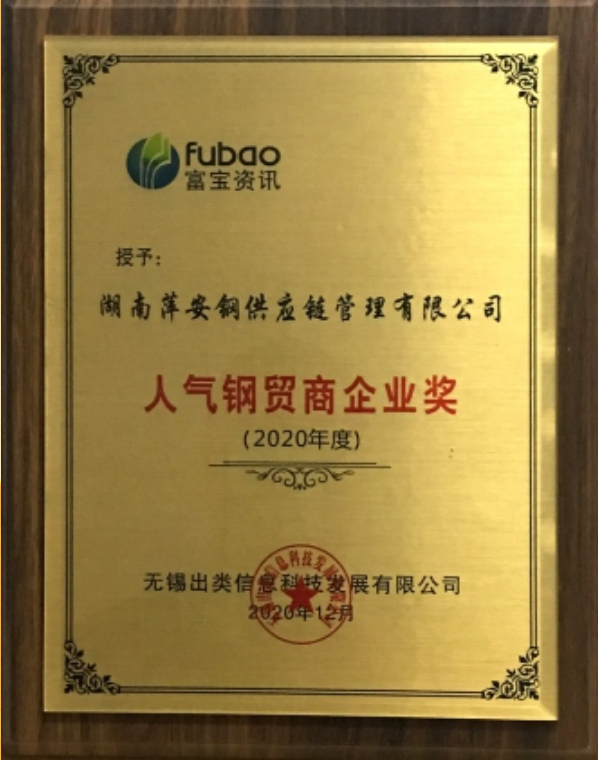 fubao
富宝资讯
授予：
湖南萍安钢供应链管理有限公司
人气钢贸商企业奖
(2020年度)
无锡出类信息科技发展有限公司
2020年12月